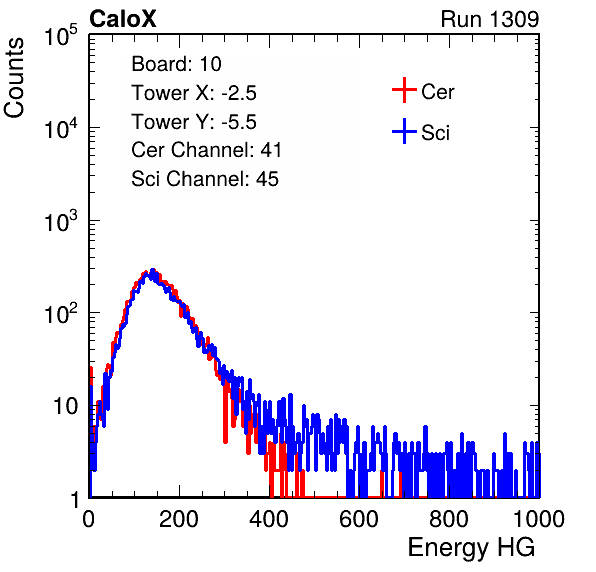 CaloX Run 1309
Counts
10^5
10^4
10^3
10^2
10
1
Board: 10
Tower X: -2.5
Tower Y: -5.5
Cer Channel: 41
Sci Channel: 45
Cer
Sci
0 200 400 600 800 1000
Energy HG